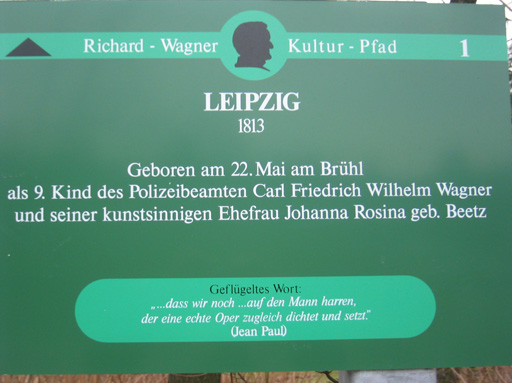 Richard - Wagner Kultur - Pfad 1
LEIPZIG
1813
Geboren am 22. Mai am Brühl
als 9. Kind des Polizeibeamten Carl Friedrich Wilhelm Wagner
und seiner kunstsinnigen Ehefrau Johanna Rosina geb. Beetz
Geflügeltes Wort:
„...dass wir noch ...auf den Mann harren,
der eine echte Oper zugleich dichtet und setzt."
(Jean Paul)